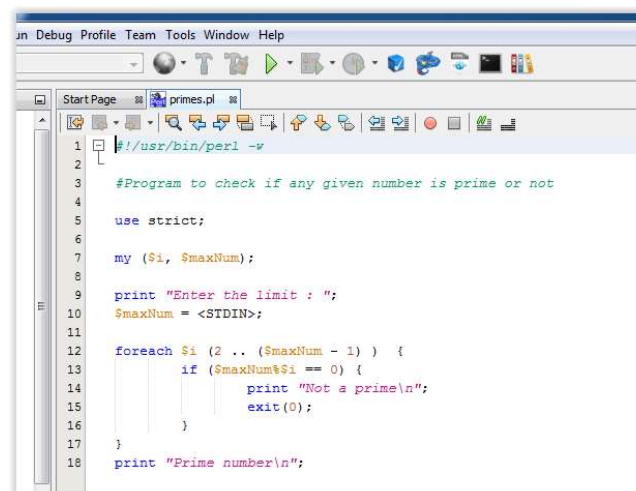 un Debug Profile Team Tools Window Help
Start Page primes.pl
1 #!/usr/bin/perl -w
2
3 #Program to check if any given number is prime or not
4
5 use strict;
6
7 my ($i, $maxNum);
8
9 print "Enter the limit : ";
10 $maxNum = <STDIN>;
11
12 foreach $i (2 .. ($maxNum - 1) ) {
13 if ($maxNum%$i == 0) {
14 print "Not a prime\n";
15 exit(0);
16 }
17 }
18 print "Prime number\n";